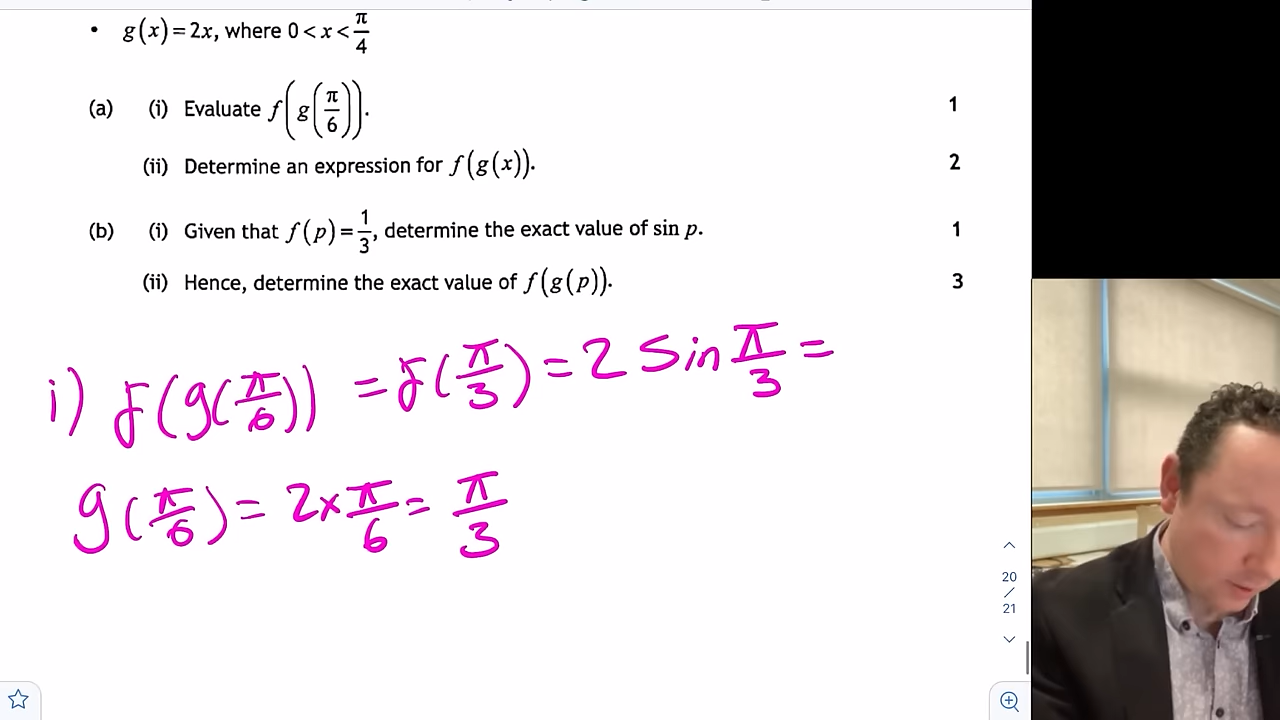 • g(x) = 2x, where 0 < x < π/4
(a) (i) Evaluate f(g(π/6)). 1
(ii) Determine an expression for f(g(x)). 2
(b) (i) Given that f(p) = 1/3, determine the exact value of sin p. 1
(ii) Hence, determine the exact value of f(g(p)). 3
i) f(g(π/6)) = f(π/3) = 2 sin π/3 =
g(π/6) = 2 × π/6 = π/3
20
/
21